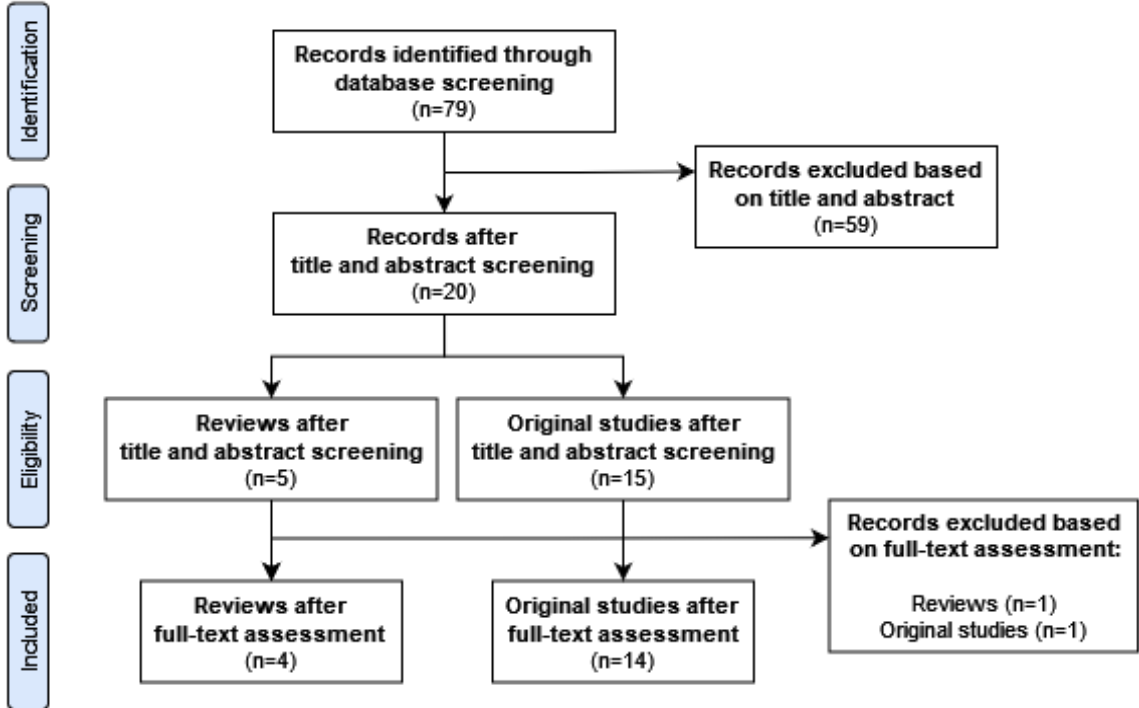 Identification
Records identified through
database screening
(n=79)
Records excluded based
on title and abstract
(n=59)
Screening
Records after
title and abstract screening
(n=20)
Eligibility
Reviews after
title and abstract screening
(n=5)
Original studies after
title and abstract screening
(n=15)
Records excluded based
on full-text assessment:
Reviews (n=1)
Original studies (n=1)
Included
Reviews after
full-text assessment
(n=4)
Original studies after
full-text assessment
(n=14)